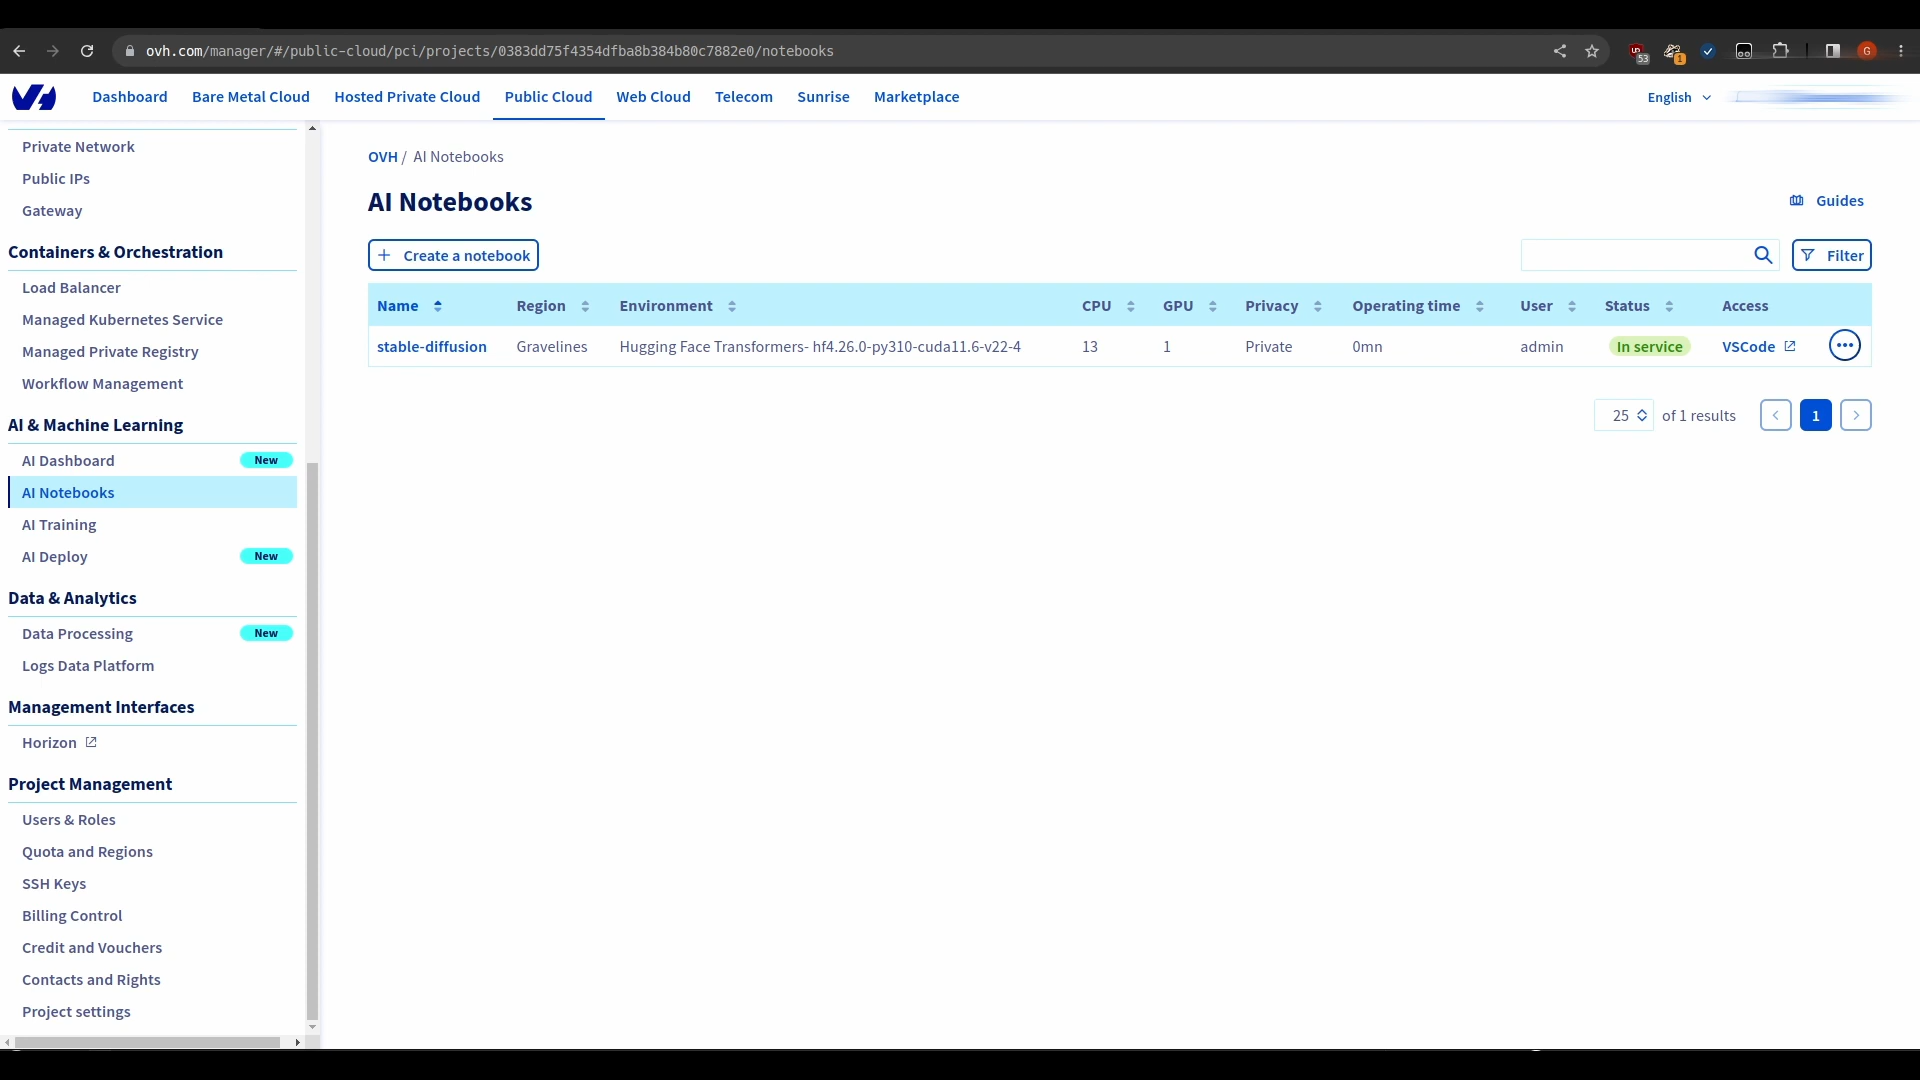 ovh.com/manager/#/public-cloud/pci/projects/0383dd75f4354dfba8b384b80c7882e0/notebooks
53
1
G
Dashboard
Bare Metal Cloud
Hosted Private Cloud
Public Cloud
Web Cloud
Telecom
Sunrise
Marketplace
English
Private Network
Public IPs
Gateway
Containers & Orchestration
Load Balancer
Managed Kubernetes Service
Managed Private Registry
Workflow Management
AI & Machine Learning
AI Dashboard New
AI Notebooks
AI Training
AI Deploy New
Data & Analytics
Data Processing New
Logs Data Platform
Management Interfaces
Horizon
Project Management
Users & Roles
Quota and Regions
SSH Keys
Billing Control
Credit and Vouchers
Contacts and Rights
Project settings
OVH / AI Notebooks
AI Notebooks
Guides
+ Create a notebook
Filter
Name Region Environment CPU GPU Privacy Operating time User Status Access
stable-diffusion Gravelines Hugging Face Transformers- hf4.26.0-py310-cuda11.6-v22-4 13 1 Private 0mn admin In service VSCode
25 of 1 results
1